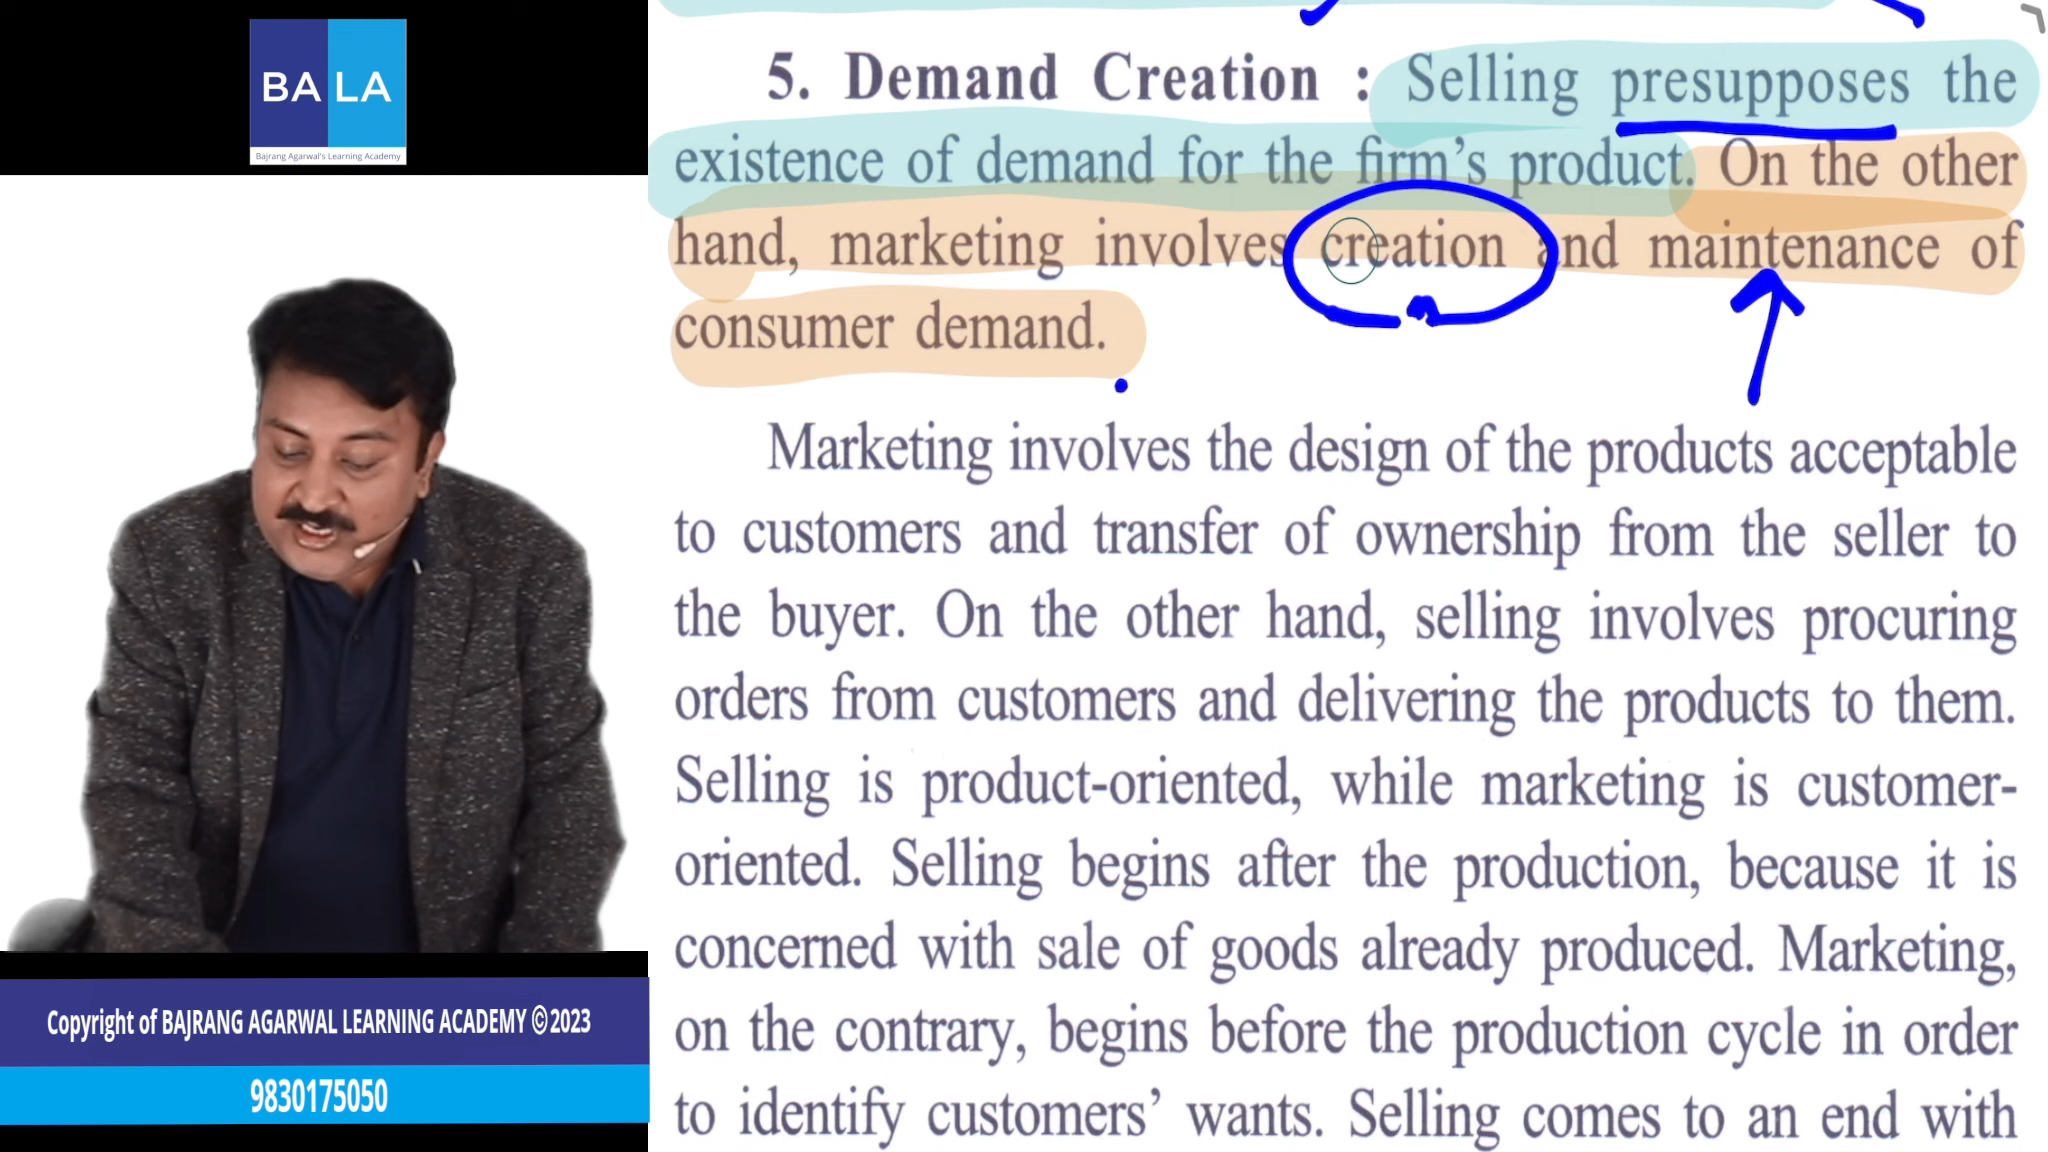 BALA
Bajrang Agarwal's Learning Academy
5. Demand Creation : Selling presupposes the
existence of demand for the firm's product. On the other
hand, marketing involves creation and maintenance of
consumer demand.
Marketing involves the design of the products acceptable
to customers and transfer of ownership from the seller to
the buyer. On the other hand, selling involves procuring
orders from customers and delivering the products to them.
Selling is product-oriented, while marketing is customer-
oriented. Selling begins after the production, because it is
concerned with sale of goods already produced. Marketing,
on the contrary, begins before the production cycle in order
to identify customers' wants. Selling comes to an end with
Copyright of BAJRANG AGARWAL LEARNING ACADEMY ©2023
9830175050